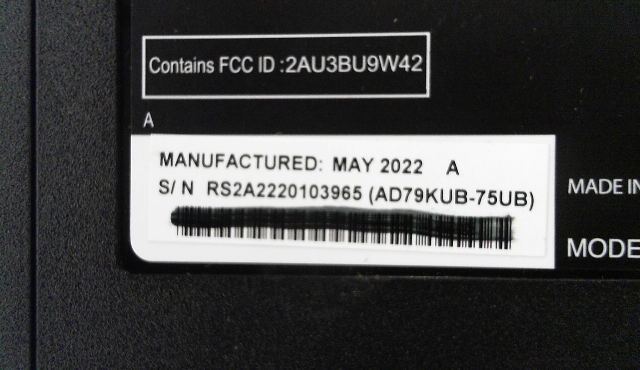 Contains FCC ID :2AU3BU9W42
A
MANUFACTURED: MAY 2022 A
S/N RS2A2220103965 (AD79KUB-75UB)
MADE IN
MODE